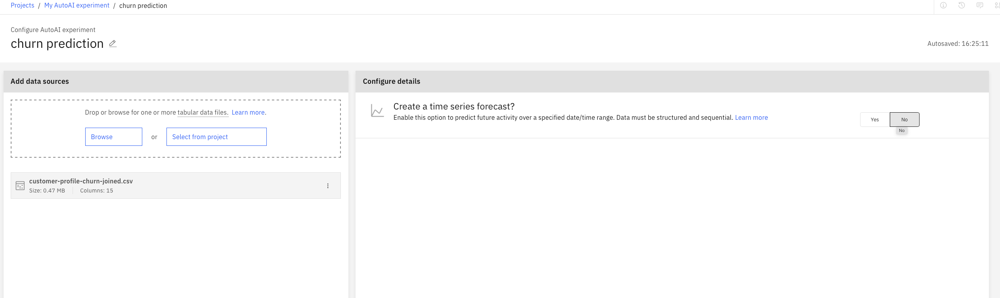 Projects / My AutoAI experiment / churn prediction
Configure AutoAI experiment
churn prediction
Autosaved: 16:25:11
Add data sources
Drop or browse for one or more tabular data files. Learn more.
Browse or Select from project
customer-profile-churn-joined.csv
Size: 0.47 MB Columns: 15
Configure details
Create a time series forecast?
Enable this option to predict future activity over a specified date/time range. Data must be structured and sequential. Learn more
Yes No
No